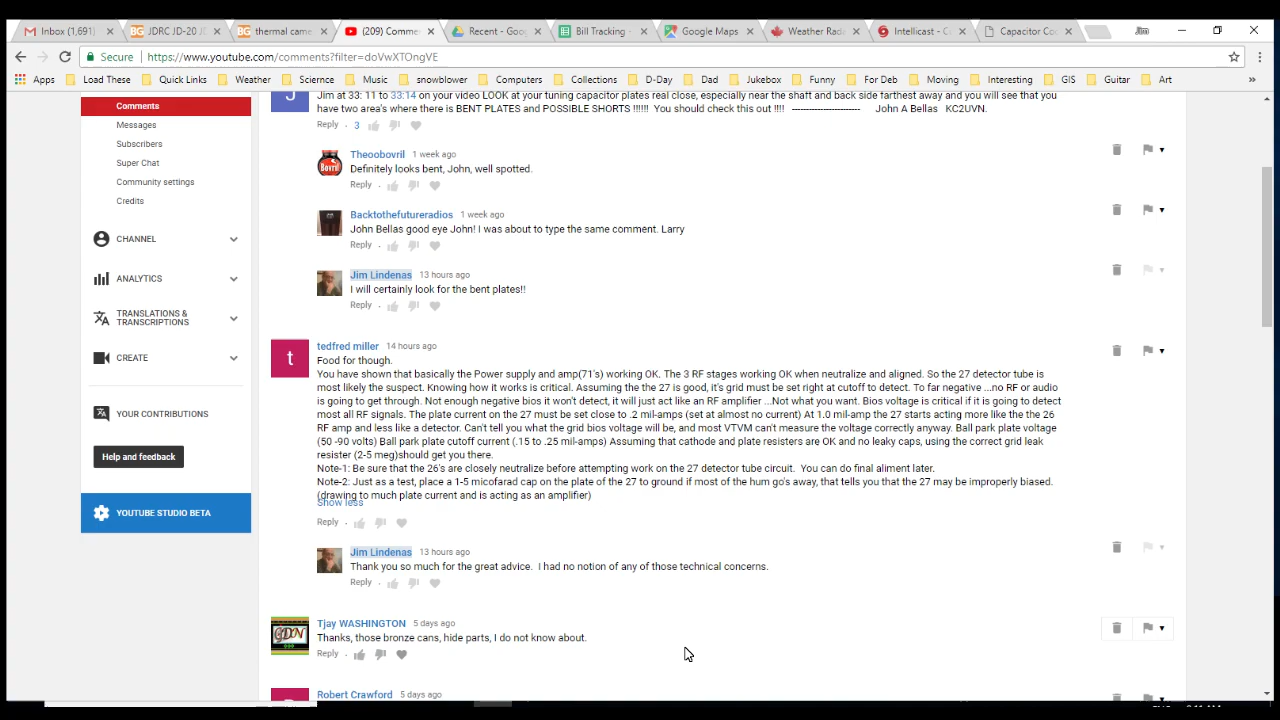 Inbox (1,691)
JDRC JD-20 JD
thermal came
(209) Comme
Recent - Goog
Bill Tracking -
Google Maps
Weather Rada
Intellicast - C
Capacitor Co
Jim
Secure
https://www.youtube.com/comments?filter=doVwXTOngVE
Apps
Load These
Quick Links
Weather
Science
Music
snowblower
Computers
Collections
D-Day
Dad
Jukebox
Funny
For Deb
Moving
Interesting
GIS
Guitar
Art
»
Comments
Messages
Subscribers
Super Chat
Community settings
Credits
CHANNEL
ANALYTICS
TRANSLATIONS &
TRANSCRIPTIONS
CREATE
YOUR CONTRIBUTIONS
Help and feedback
YOUTUBE STUDIO BETA
J
Jim at 33: 11 to 33:14 on your video LOOK at your tuning capacitor plates real close, especially near the shaft and back side farthest away and you will see that you
have two area's where there is BENT PLATES and POSSIBLE SHORTS !!!!!! You should check this out !!!! ------------------------ John A Bellas KC2UVN.
Reply · 3
Theoobovril 1 week ago
Definitely looks bent, John, well spotted.
Reply ·
Backtothefutureradios 1 week ago
John Bellas good eye John! I was about to type the same comment. Larry
Reply ·
Jim Lindenas 13 hours ago
I will certainly look for the bent plates!!
Reply ·
t
tedfred miller 14 hours ago
Food for though.
You have shown that basically the Power supply and amp(71's) working OK. The 3 RF stages working OK when neutralize and aligned. So the 27 detector tube is
most likely the suspect. Knowing how it works is critical. Assuming the the 27 is good, it's grid must be set right at cutoff to detect. To far negative ...no RF or audio
is going to get through. Not enough negative bios it won't detect, it will just act like an RF amplifier ...Not what you want. Bios voltage is critical if it is going to detect
most all RF signals. The plate current on the 27 must be set close to .2 mil-amps (set at almost no current) At 1.0 mil-amp the 27 starts acting more like the the 26
RF amp and less like a detector. Can't tell you what the grid bios voltage will be, and most VTVM can't measure the voltage correctly anyway. Ball park plate voltage
(50 -90 volts) Ball park plate cutoff current (.15 to .25 mil-amps) Assuming that cathode and plate resisters are OK and no leaky caps, using the correct grid leak
resister (2-5 meg)should get you there.
Note-1: Be sure that the 26's are closely neutralize before attempting work on the 27 detector tube circuit. You can do final aliment later.
Note-2: Just as a test, place a 1-5 micofarad cap on the plate of the 27 to ground if most of the hum go's away, that tells you that the 27 may be improperly biased.
(drawing to much plate current and is acting as an amplifier)
Show less
Reply ·
Jim Lindenas 13 hours ago
Thank you so much for the great advice. I had no notion of any of those technical concerns.
Reply ·
Tjay WASHINGTON 5 days ago
Thanks, those bronze cans, hide parts, I do not know about.
Reply ·
Robert Crawford 5 days ago